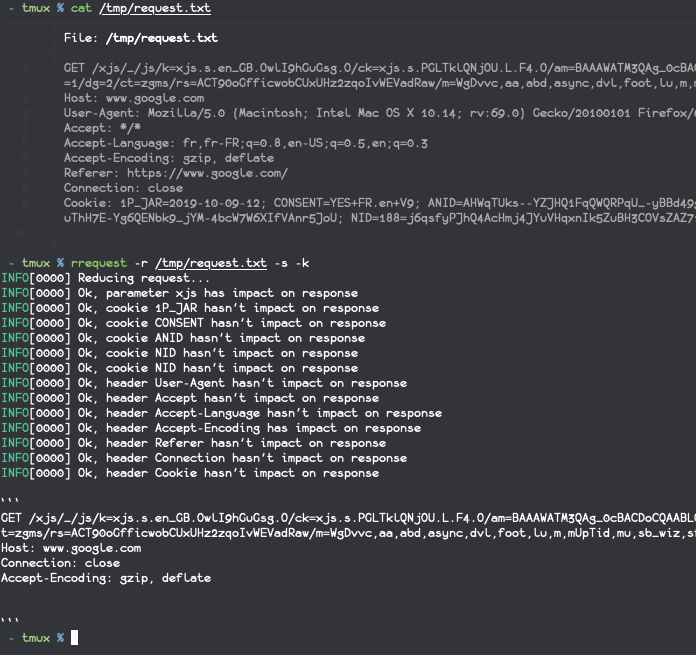 ~ tmux % cat /tmp/request.txt
File: /tmp/request.txt
GET /xjs/_/js/k=xjs.s.en_GB.OwlI9hGuGsg.O/ck=xjs.s.PGLTklQNjOU.L.F4.O/am=BAAAWATM3QAg_0cBAC
=1/dg=2/ct=zgms/rs=ACT90oGfficwobCUxUHz2zqoIvWEVadRaw/m=WgDvvc,aa,abd,async,dvl,foot,lu,m,
Host: www.google.com
User-Agent: Mozilla/5.0 (Macintosh; Intel Mac OS X 10.14; rv:69.0) Gecko/20100101 Firefox/
Accept: */*
Accept-Language: fr,fr-FR;q=0.8,en-US;q=0.5,en;q=0.3
Accept-Encoding: gzip, deflate
Referer: https://www.google.com/
Connection: close
Cookie: 1P_JAR=2019-10-09-12; CONSENT=YES+FR.en+V9; ANID=AHWqTUks--YZJHQ1FqQWQRPqU_-yBBd49
uThH7E-Yg6QENbk9_jYM-4bcW7W6XIfVAnr5JoU; NID=188=j6qsfyPJhQ4AcHmj4JYuVHqxnIk5ZuBH3COVsZAZ7
10
~ tmux % rrequest -r /tmp/request.txt -s -k
INFO[0000] Reducing request...
INFO[0000] Ok, parameter xjs has impact on response
INFO[0000] Ok, cookie 1P_JAR hasn't impact on response
INFO[0000] Ok, cookie CONSENT hasn't impact on response
INFO[0000] Ok, cookie ANID hasn't impact on response
INFO[0000] Ok, cookie NID hasn't impact on response
INFO[0000] Ok, cookie NID hasn't impact on response
INFO[0000] Ok, header User-Agent hasn't impact on response
INFO[0000] Ok, header Accept hasn't impact on response
INFO[0000] Ok, header Accept-Language hasn't impact on response
INFO[0000] Ok, header Accept-Encoding has impact on response
INFO[0000] Ok, header Referer hasn't impact on response
INFO[0000] Ok, header Connection hasn't impact on response
INFO[0000] Ok, header Cookie hasn't impact on response
```
GET /xjs/_/js/k=xjs.s.en_GB.OwlI9hGuGsg.O/ck=xjs.s.PGLTklQNjOU.L.F4.O/am=BAAAWATM3QAg_0cBACDoCQAABLG
t=zgms/rs=ACT90oGfficwobCUxUHz2zqoIvWEVadRaw/m=WgDvvc,aa,abd,async,dvl,foot,lu,m,mUpTid,mu,sb_wiz,sf
Host: www.google.com
Connection: close
Accept-Encoding: gzip, deflate
```
~ tmux %